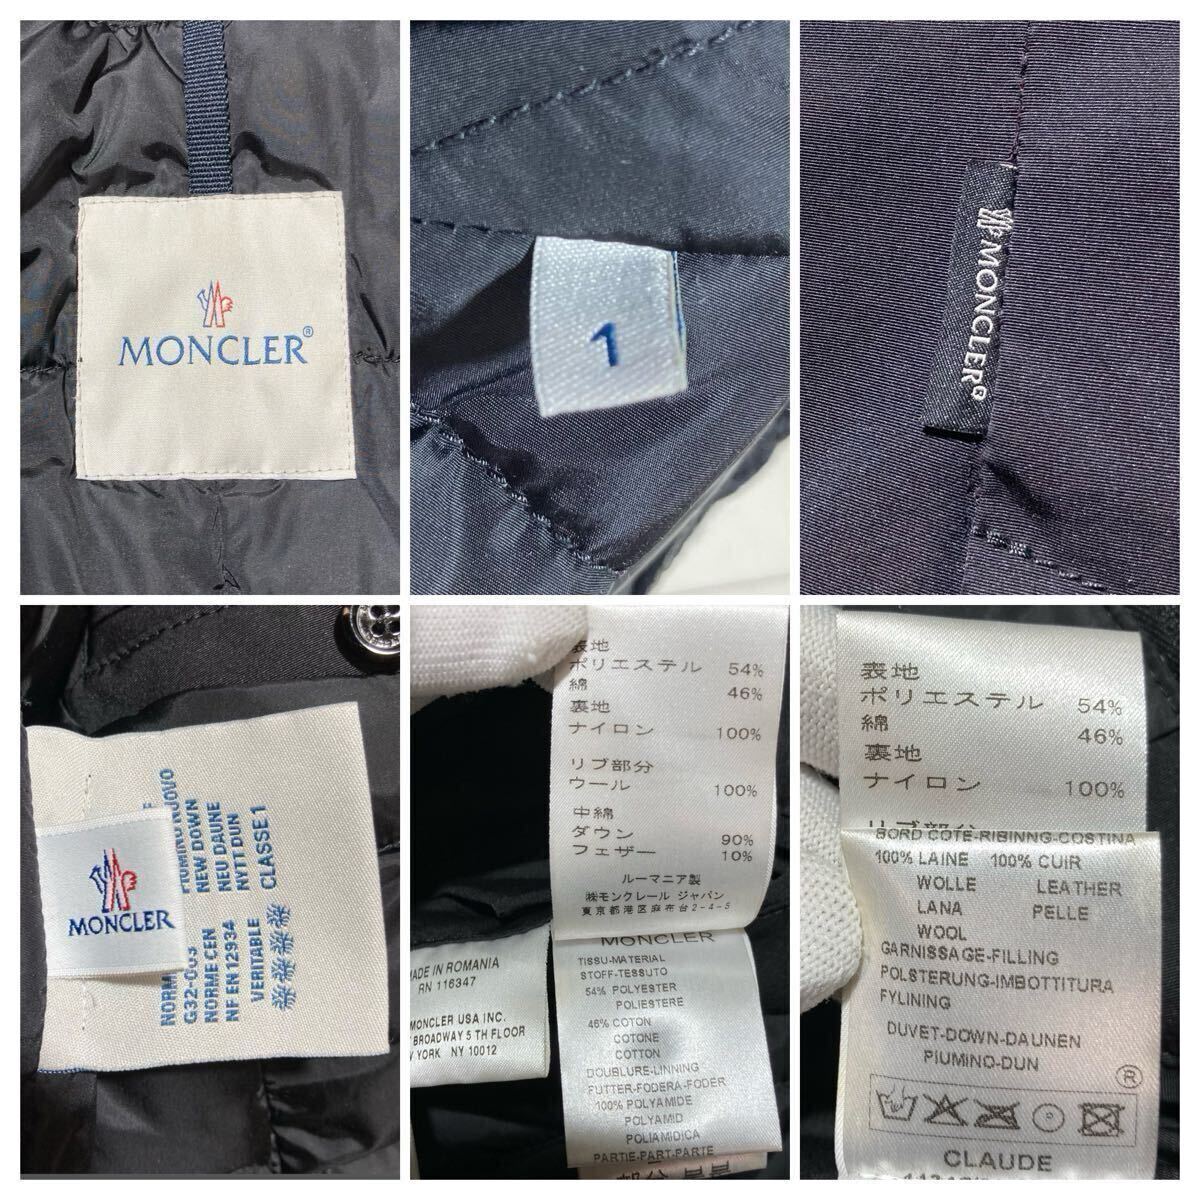 MONCLER®
1
MONCLER®
NEW DOWN
NEU DAUNE
NYTT DUN
CLASSE 1
G32-003
NORME CEN
NF EN 12934
VERITABLE
MONCLER
表地
ポリエステル 54%
綿 46%
裏地
ナイロン 100%
リブ部分
ウール 100%
中綿
ダウン 90%
フェザー 10%
ルーマニア製
㈱モンクレール ジャパン
東京都港区麻布台2-4-5
MADE IN ROMANIA
RN 116347
MONCLER USA INC.
BROADWAY 5 TH FLOOR
YORK NY 10012
MONCLER
TISSU-MATERIAL
STOFF-TESSUTO
54% POLYESTER
POLIESTERE
46% COTON
COTONE
COTTON
DOUBLURE-LINNING
FUTTER-FODERA-FODER
100% POLYAMIDE
POLYAMID
POLIAMIDICA
PARTIE-PART-PARTE
表地
ポリエステル 54%
綿 46%
裏地
ナイロン 100%
リブ部分
BORD COTE-RIBINNG-COSTINA
100% LAINE 100% CUIR
WOLLE LEATHER
LANA PELLE
WOOL
GARNISSAGE-FILLING
POLSTERUNG-IMBOTTITURA
FYLINING
DUVET-DOWN-DAUNEN
PIUMINO-DUN
®
CLAUDE